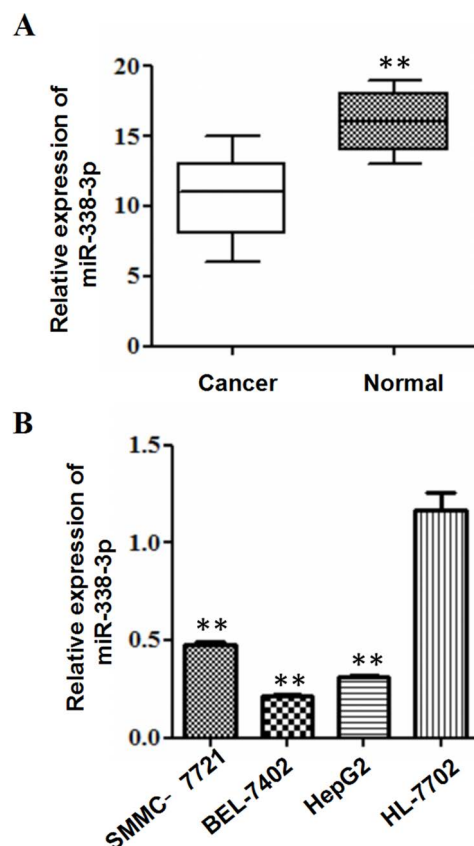 A
Relative expression of
miR-338-3p
20
15
10
5
0
**
Cancer
Normal
B
Relative expression of
miR-338-3p
1.5
1.0
0.5
0.0
**
**
**
SMMC- 7721
BEL-7402
HepG2
HL-7702